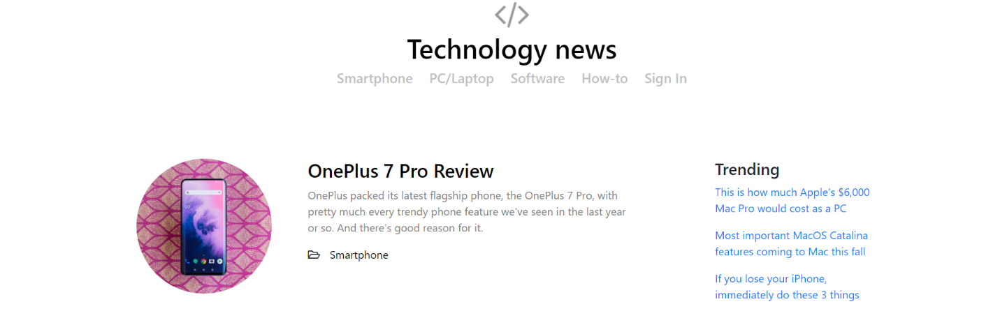 </>
Technology news
Smartphone PC/Laptop Software How-to Sign In
OnePlus 7 Pro Review
OnePlus packed its latest flagship phone, the OnePlus 7 Pro, with
pretty much every trendy phone feature we've seen in the last year
or so. And there's good reason for it.
Smartphone
Trending
This is how much Apple's $6,000
Mac Pro would cost as a PC
Most important MacOS Catalina
features coming to Mac this fall
If you lose your iPhone,
immediately do these 3 things